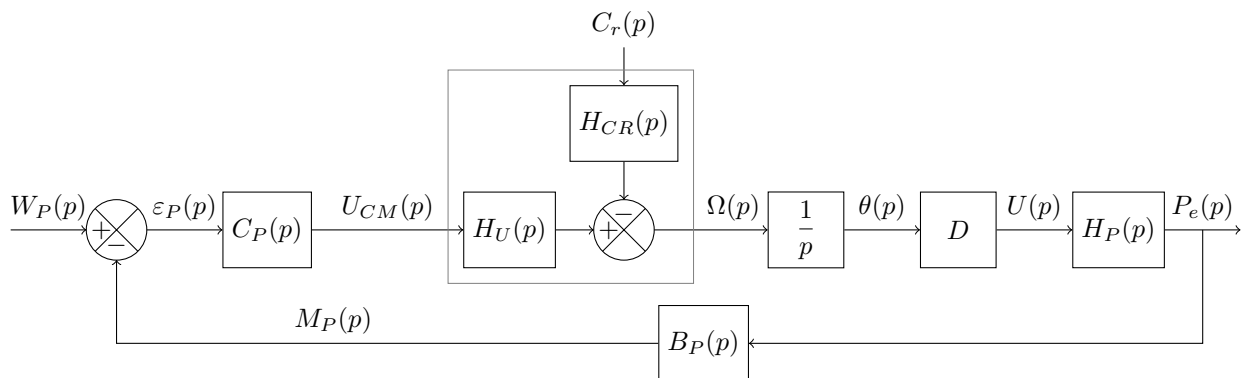 C_r(p)
H_{CR}(p)
W_P(p) + − ε_P(p) C_P(p) U_{CM}(p) H_U(p) + − Ω(p) 1/p θ(p) D U(p) H_P(p) P_e(p)
M_P(p) B_P(p)